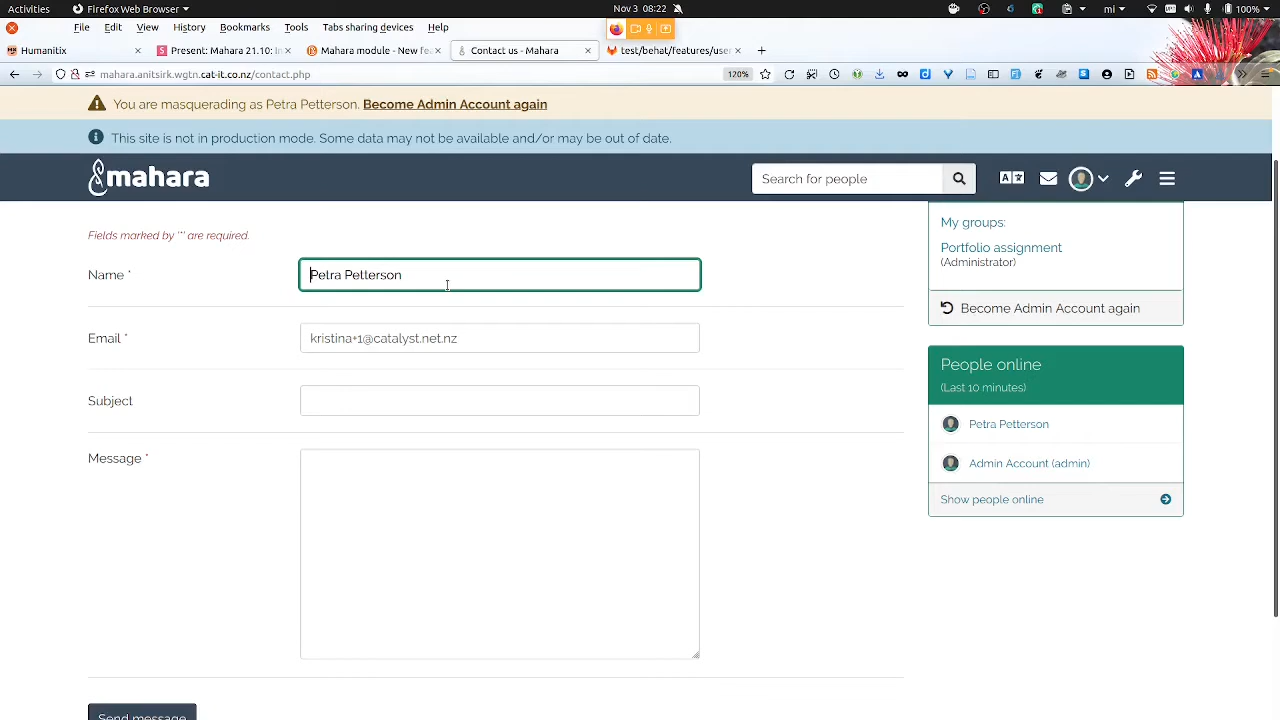 Activities
Firefox Web Browser
Nov 3 08:22
100%
File Edit View History Bookmarks Tools Tabs sharing devices Help
Humanitix
Present: Mahara 21.10: In
Mahara module - New fea
Contact us - Mahara
test/behat/features/user
mahara.anitsirk.wgtn.cat-it.co.nz/contact.php
120%
You are masquerading as Petra Petterson. Become Admin Account again
This site is not in production mode. Some data may not be available and/or may be out of date.
mahara
Search for people
Fields marked by '*' are required.
Name *
Petra Petterson
Email *
kristina+1@catalyst.net.nz
Subject
Message *
Send message
My groups:
Portfolio assignment
(Administrator)
Become Admin Account again
People online
(Last 10 minutes)
Petra Petterson
Admin Account (admin)
Show people online